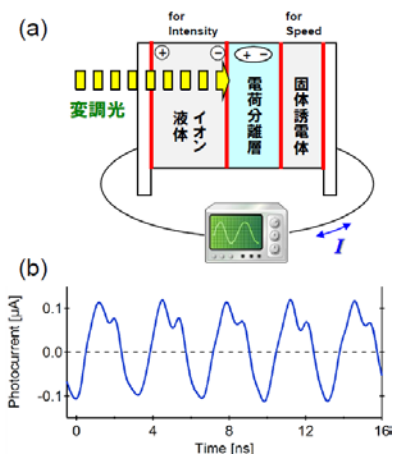 (a)
for
Intensity
for
Speed
+
−
+ −
変調光
イオン
液体
電荷分離層
固体誘電体
I
(b)
Photocurrent [μA]
0.1
0.0
-0.1
0
4
8
12
16
Time [ns]